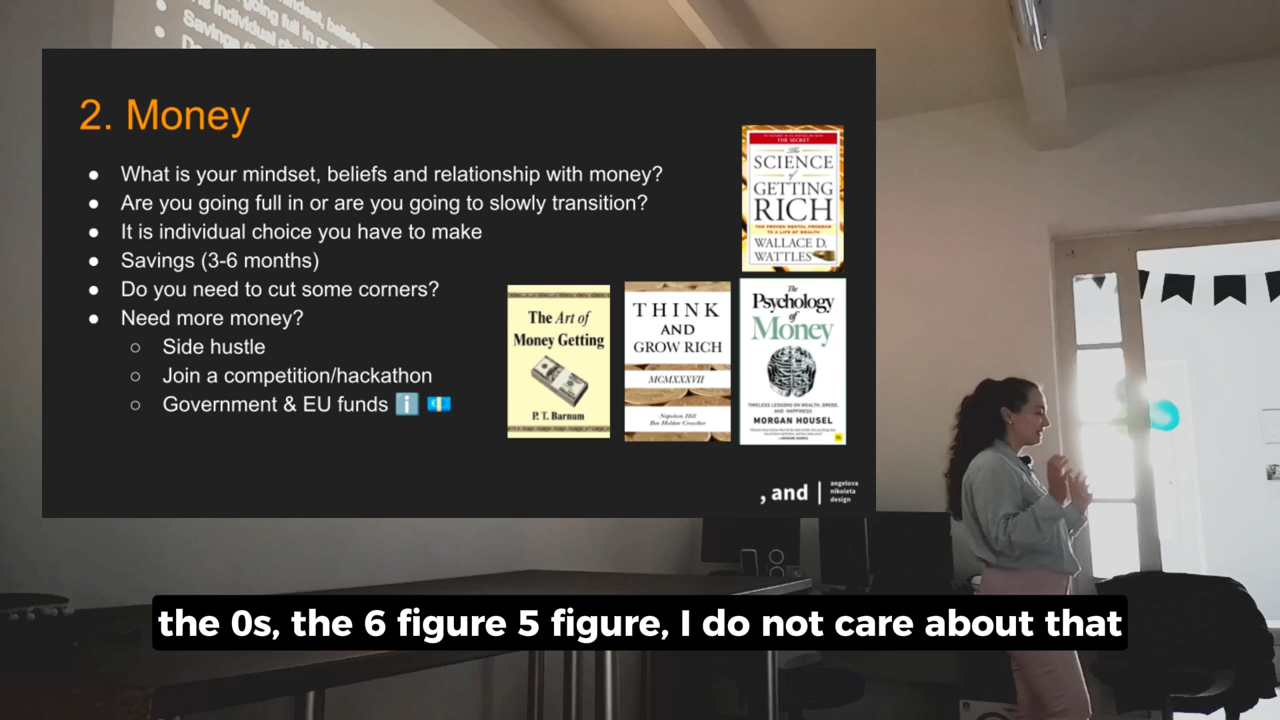 going full in or
Savings
2. Money
● What is your mindset, beliefs and relationship with money?
● Are you going full in or are you going to slowly transition?
● It is individual choice you have to make
● Savings (3-6 months)
● Do you need to cut some corners?
● Need more money?
○ Side hustle
○ Join a competition/hackathon
○ Government & EU funds ℹ️ 💶
THE SECRET
The
SCIENCE
of
GETTING
RICH
THE PROVEN MENTAL PROGRAM
TO A LIFE OF WEALTH
WALLACE D.
WATTLES
The Art of
Money Getting
P. T. Barnum
THINK
AND
GROW RICH
MCMXXXVII
Napoleon Hill
Ben Holden-Crowther
The
Psychology
of
Money
TIMELESS LESSONS ON WEALTH, GREED,
AND HAPPINESS
MORGAN HOUSEL
, and
angelova
nikoleta
design
the 0s, the 6 figure 5 figure, I do not care about that